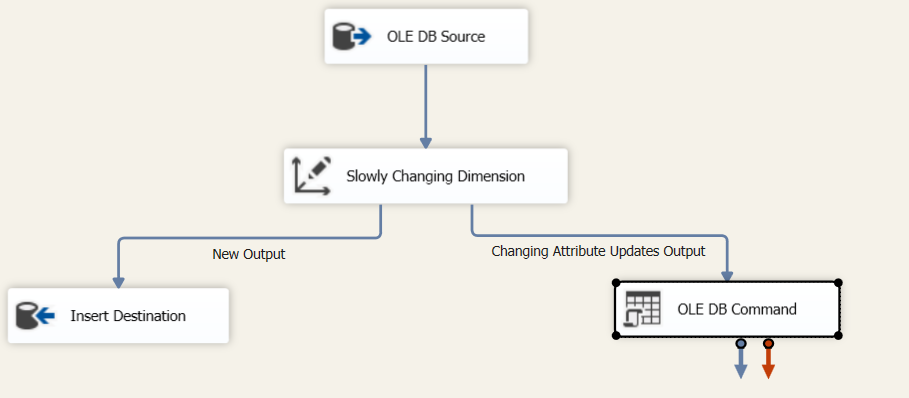 OLE DB Source
Slowly Changing Dimension
New Output
Changing Attribute Updates Output
Insert Destination
OLE DB Command